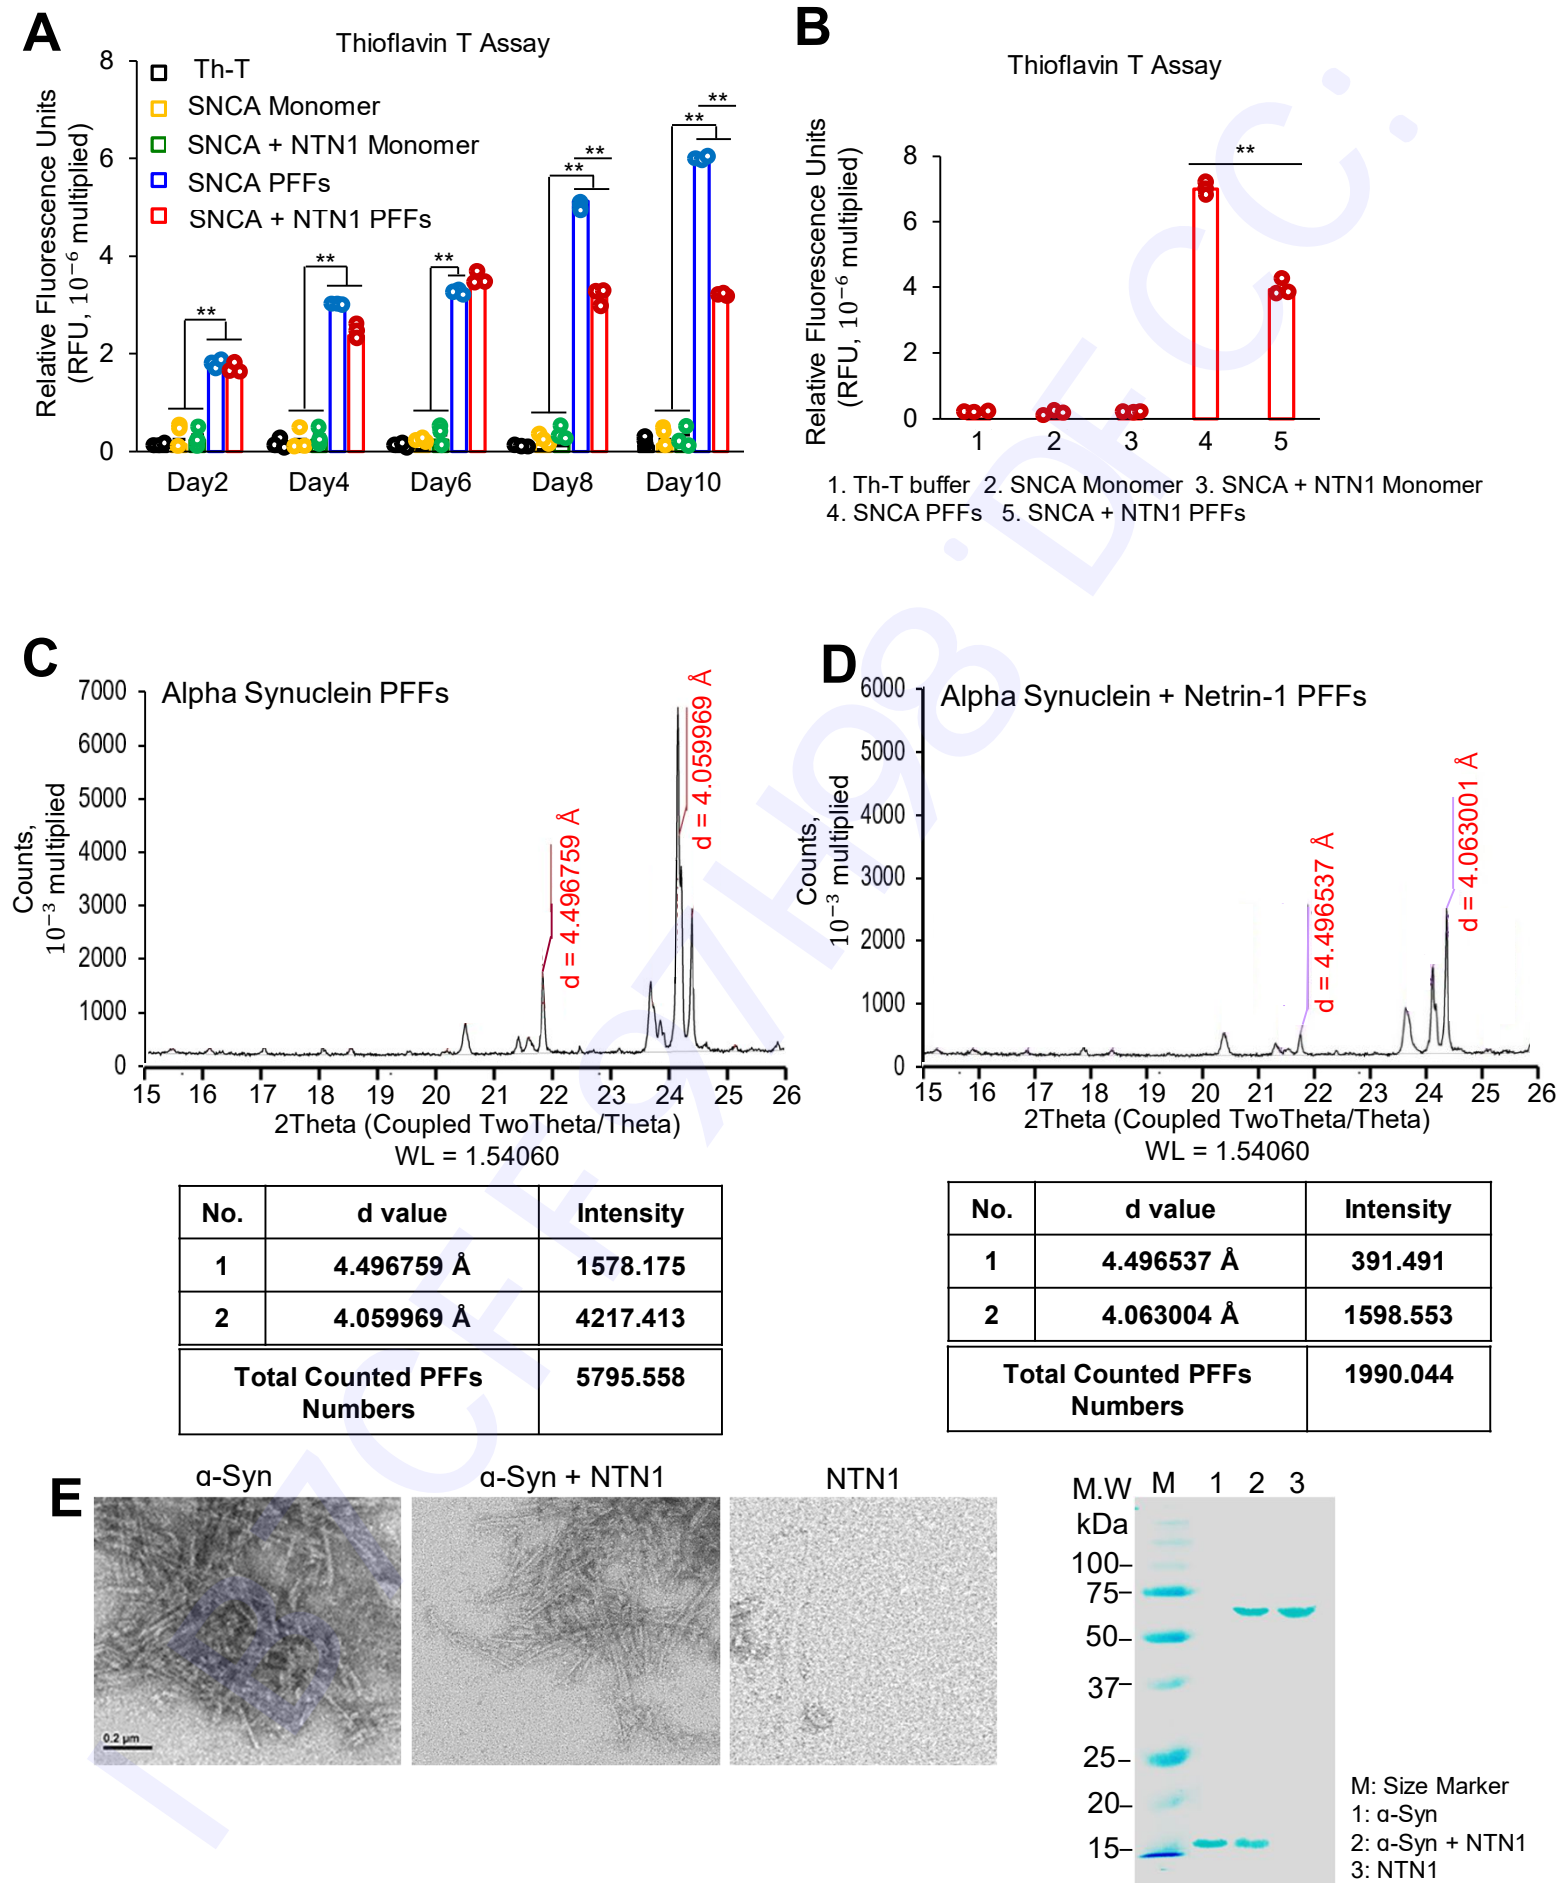 A
Thioflavin T Assay
Relative Fluorescence Units
(RFU, 10⁻⁶ multiplied)
8
6
4
2
0
Th-T
SNCA Monomer
SNCA + NTN1 Monomer
SNCA PFFs
SNCA + NTN1 PFFs
**
**
**
**
**
**
**
Day2 Day4 Day6 Day8 Day10
B
Thioflavin T Assay
Relative Fluorescence Units
(RFU, 10⁻⁶ multiplied)
8
6
4
2
0
**
1 2 3 4 5
1. Th-T buffer 2. SNCA Monomer 3. SNCA + NTN1 Monomer
4. SNCA PFFs 5. SNCA + NTN1 PFFs
C
Alpha Synuclein PFFs
Counts,
10⁻³ multiplied
7000
6000
5000
4000
3000
2000
1000
0
d = 4.496759 Å
d = 4.059969 Å
15 16 17 18 19 20 21 22 23 24 25 26
2Theta (Coupled TwoTheta/Theta)
WL = 1.54060
No. d value Intensity
1 4.496759 Å 1578.175
2 4.059969 Å 4217.413
Total Counted PFFs Numbers 5795.558
D
Alpha Synuclein + Netrin-1 PFFs
Counts,
10⁻³ multiplied
6000
5000
4000
3000
2000
1000
0
d = 4.496537 Å
d = 4.063001 Å
15 16 17 18 19 20 21 22 23 24 25 26
2Theta (Coupled TwoTheta/Theta)
WL = 1.54060
No. d value Intensity
1 4.496537 Å 391.491
2 4.063004 Å 1598.553
Total Counted PFFs Numbers 1990.044
E
α-Syn
α-Syn + NTN1
NTN1
0.2 μm
M.W M 1 2 3
kDa
100
75
50
37
25
20
15
M: Size Marker
1: α-Syn
2: α-Syn + NTN1
3: NTN1